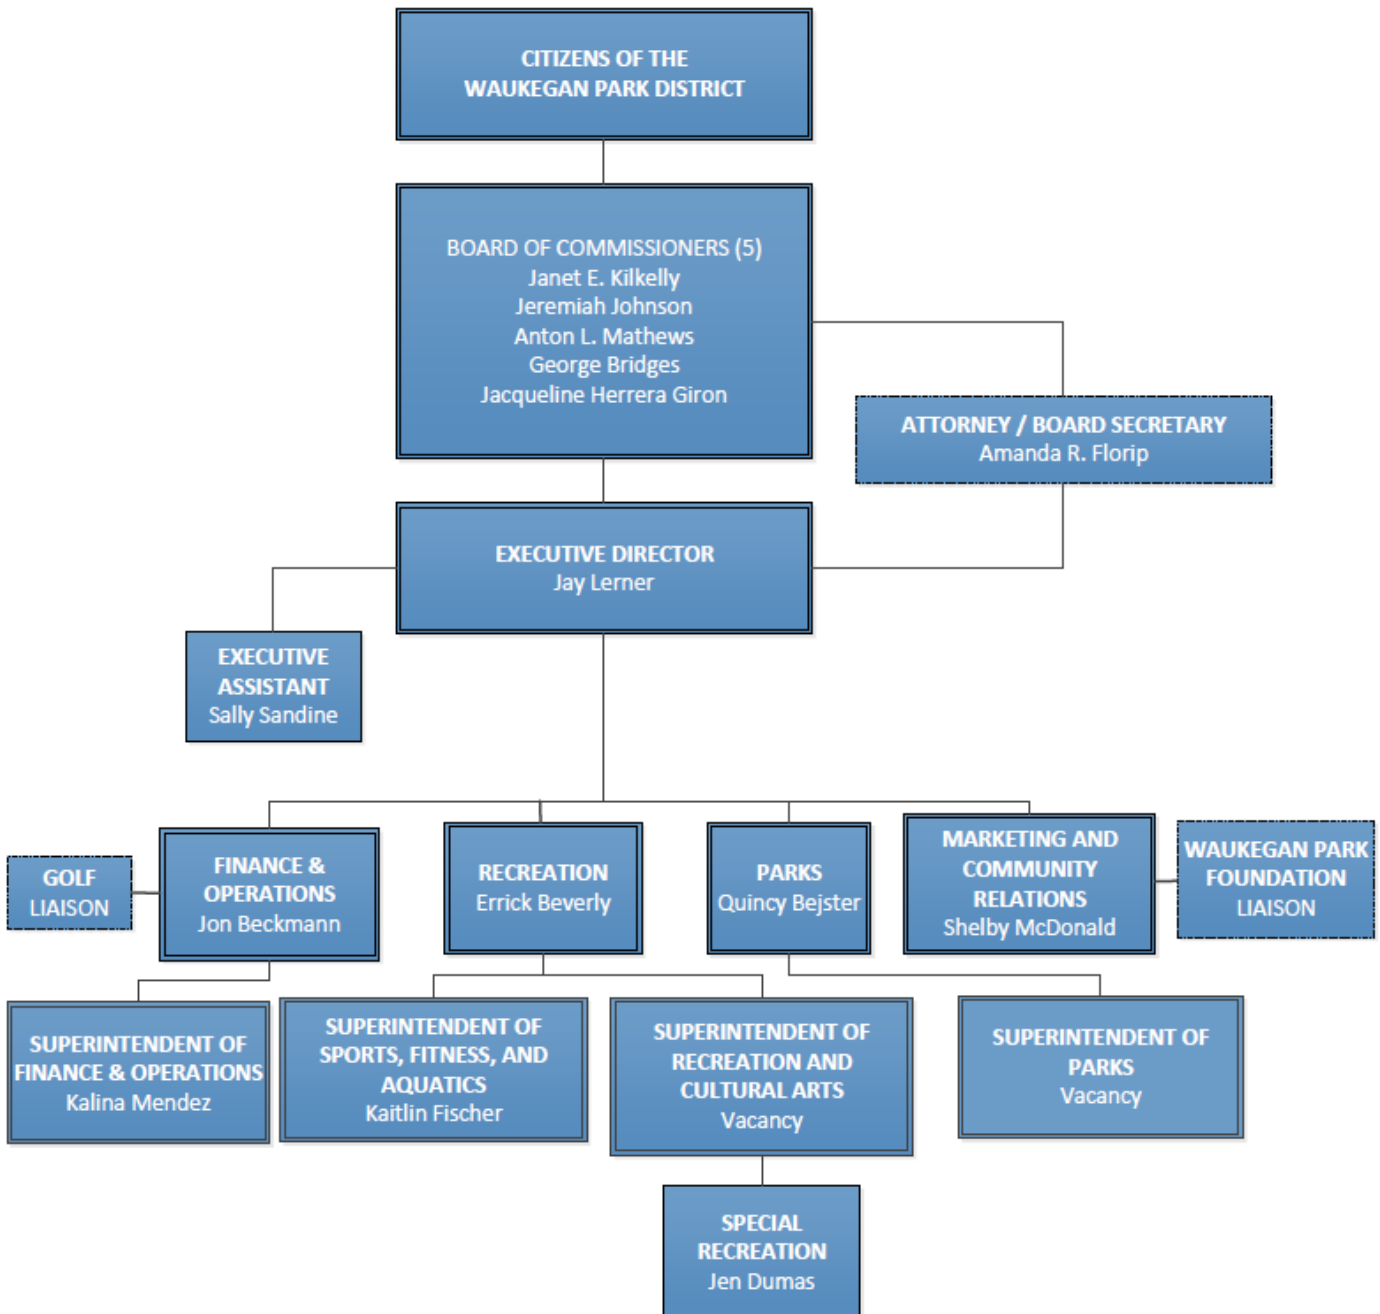 CITIZENS OF THE
WAUKEGAN PARK DISTRICT
BOARD OF COMMISSIONERS (5)
Janet E. Kilkelly
Jeremiah Johnson
Anton L. Mathews
George Bridges
Jacqueline Herrera Giron
ATTORNEY / BOARD SECRETARY
Amanda R. Florip
EXECUTIVE DIRECTOR
Jay Lerner
EXECUTIVE
ASSISTANT
Sally Sandine
GOLF
LIAISON
FINANCE &
OPERATIONS
Jon Beckmann
RECREATION
Errick Beverly
PARKS
Quincy Bejster
MARKETING AND
COMMUNITY
RELATIONS
Shelby McDonald
WAUKEGAN PARK
FOUNDATION
LIAISON
SUPERINTENDENT OF
FINANCE & OPERATIONS
Kalina Mendez
SUPERINTENDENT OF
SPORTS, FITNESS, AND
AQUATICS
Kaitlin Fischer
SUPERINTENDENT OF
RECREATION AND
CULTURAL ARTS
Vacancy
SUPERINTENDENT OF
PARKS
Vacancy
SPECIAL
RECREATION
Jen Dumas